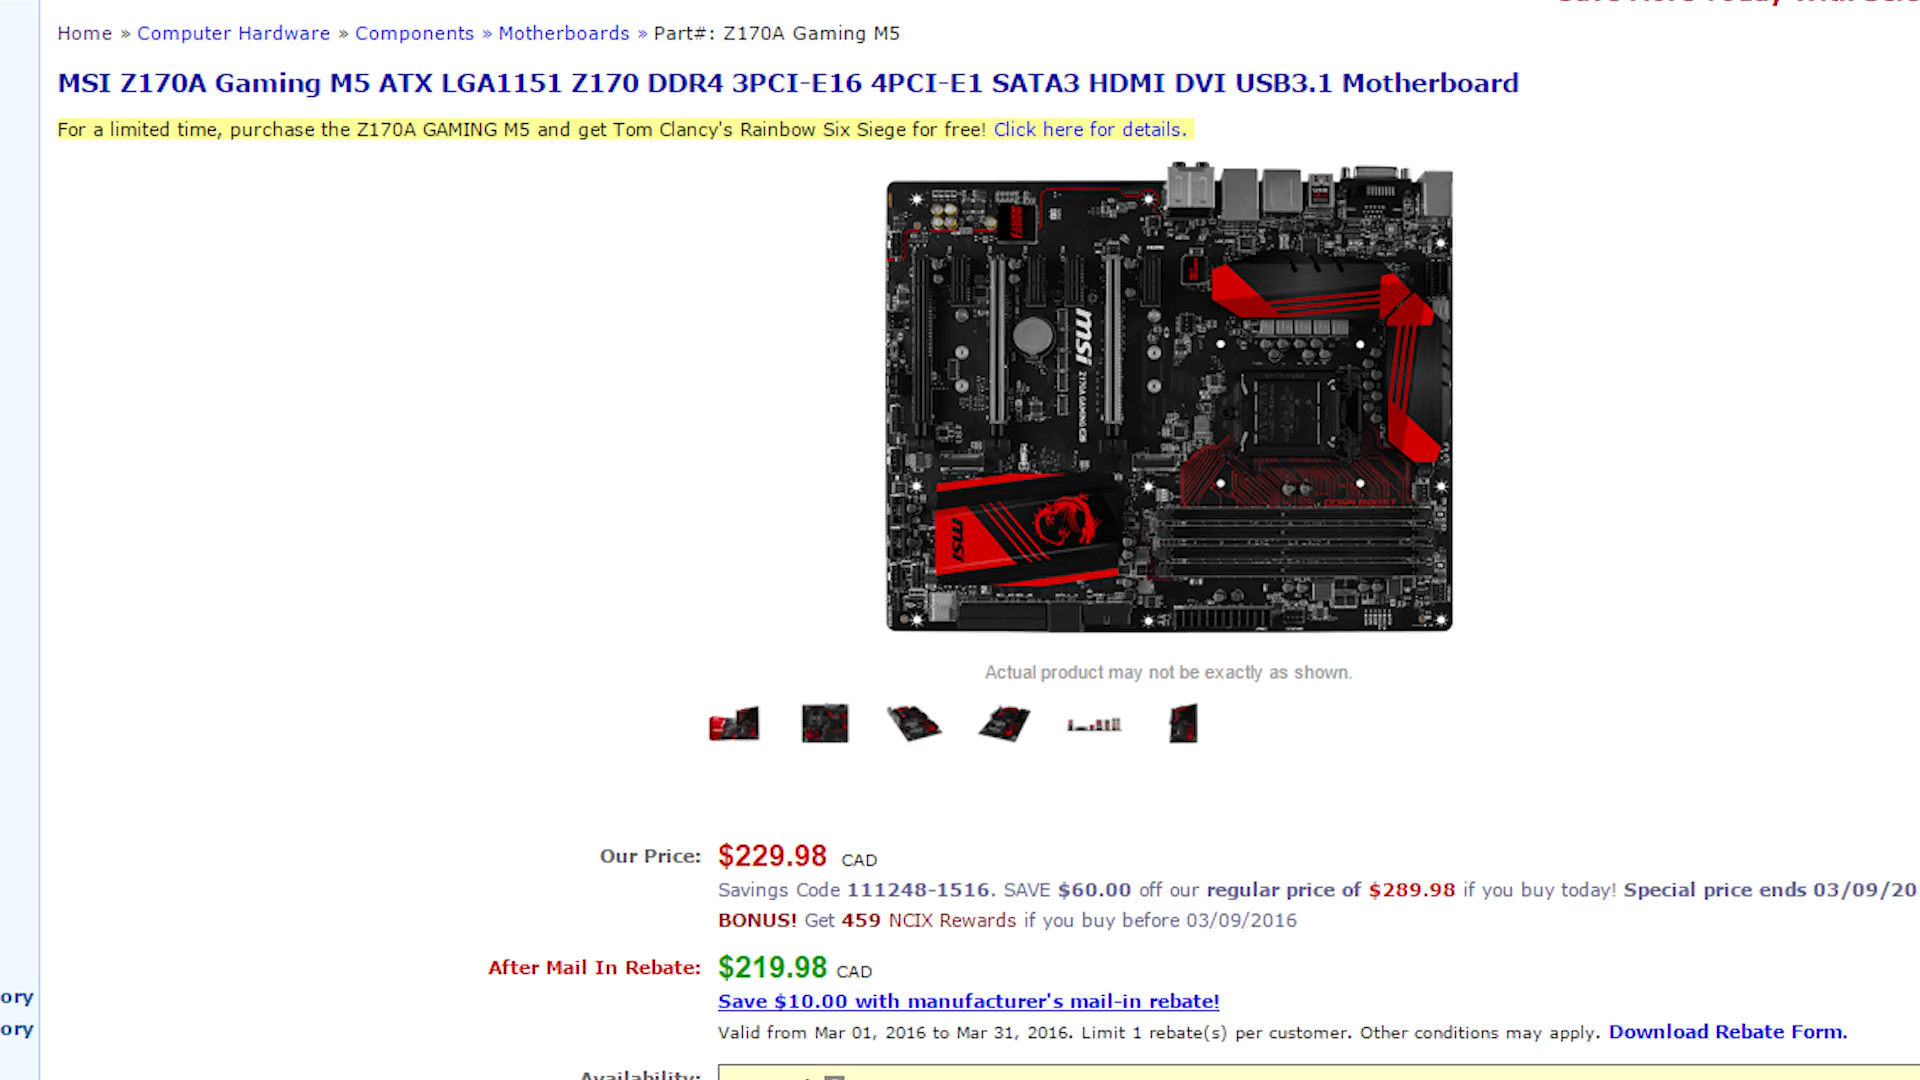 Home » Computer Hardware » Components » Motherboards » Part#: Z170A Gaming M5
MSI Z170A Gaming M5 ATX LGA1151 Z170 DDR4 3PCI-E16 4PCI-E1 SATA3 HDMI DVI USB3.1 Motherboard
For a limited time, purchase the Z170A GAMING M5 and get Tom Clancy's Rainbow Six Siege for free! Click here for details.
msi Z170A GAMING M5
msi
Actual product may not be exactly as shown.
Our Price: $229.98 CAD
Savings Code 111248-1516. SAVE $60.00 off our regular price of $289.98 if you buy today! Special price ends 03/09/20
BONUS! Get 459 NCIX Rewards if you buy before 03/09/2016
After Mail In Rebate: $219.98 CAD
Save $10.00 with manufacturer's mail-in rebate!
ory
Valid from Mar 01, 2016 to Mar 31, 2016. Limit 1 rebate(s) per customer. Other conditions may apply. Download Rebate Form.
ory
Availability: